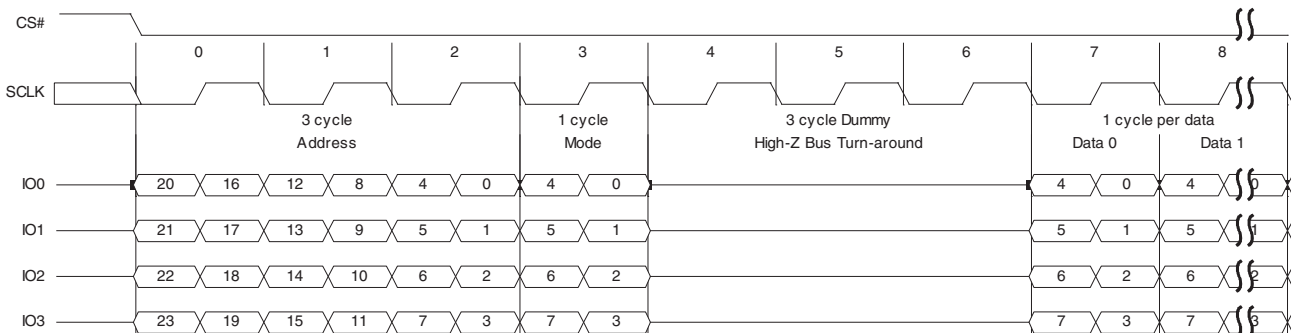 CS#
0 1 2 3 4 5 6 7 8
SCLK
3 cycle 1 cycle 3 cycle Dummy 1 cycle per data
Address Mode High-Z Bus Turn-around Data 0 Data 1
IO0 20 16 12 8 4 0 4 0 4 0 4 0
IO1 21 17 13 9 5 1 5 1 5 1 5 1
IO2 22 18 14 10 6 2 6 2 6 2 6 2
IO3 23 19 15 11 7 3 7 3 7 3 7 3